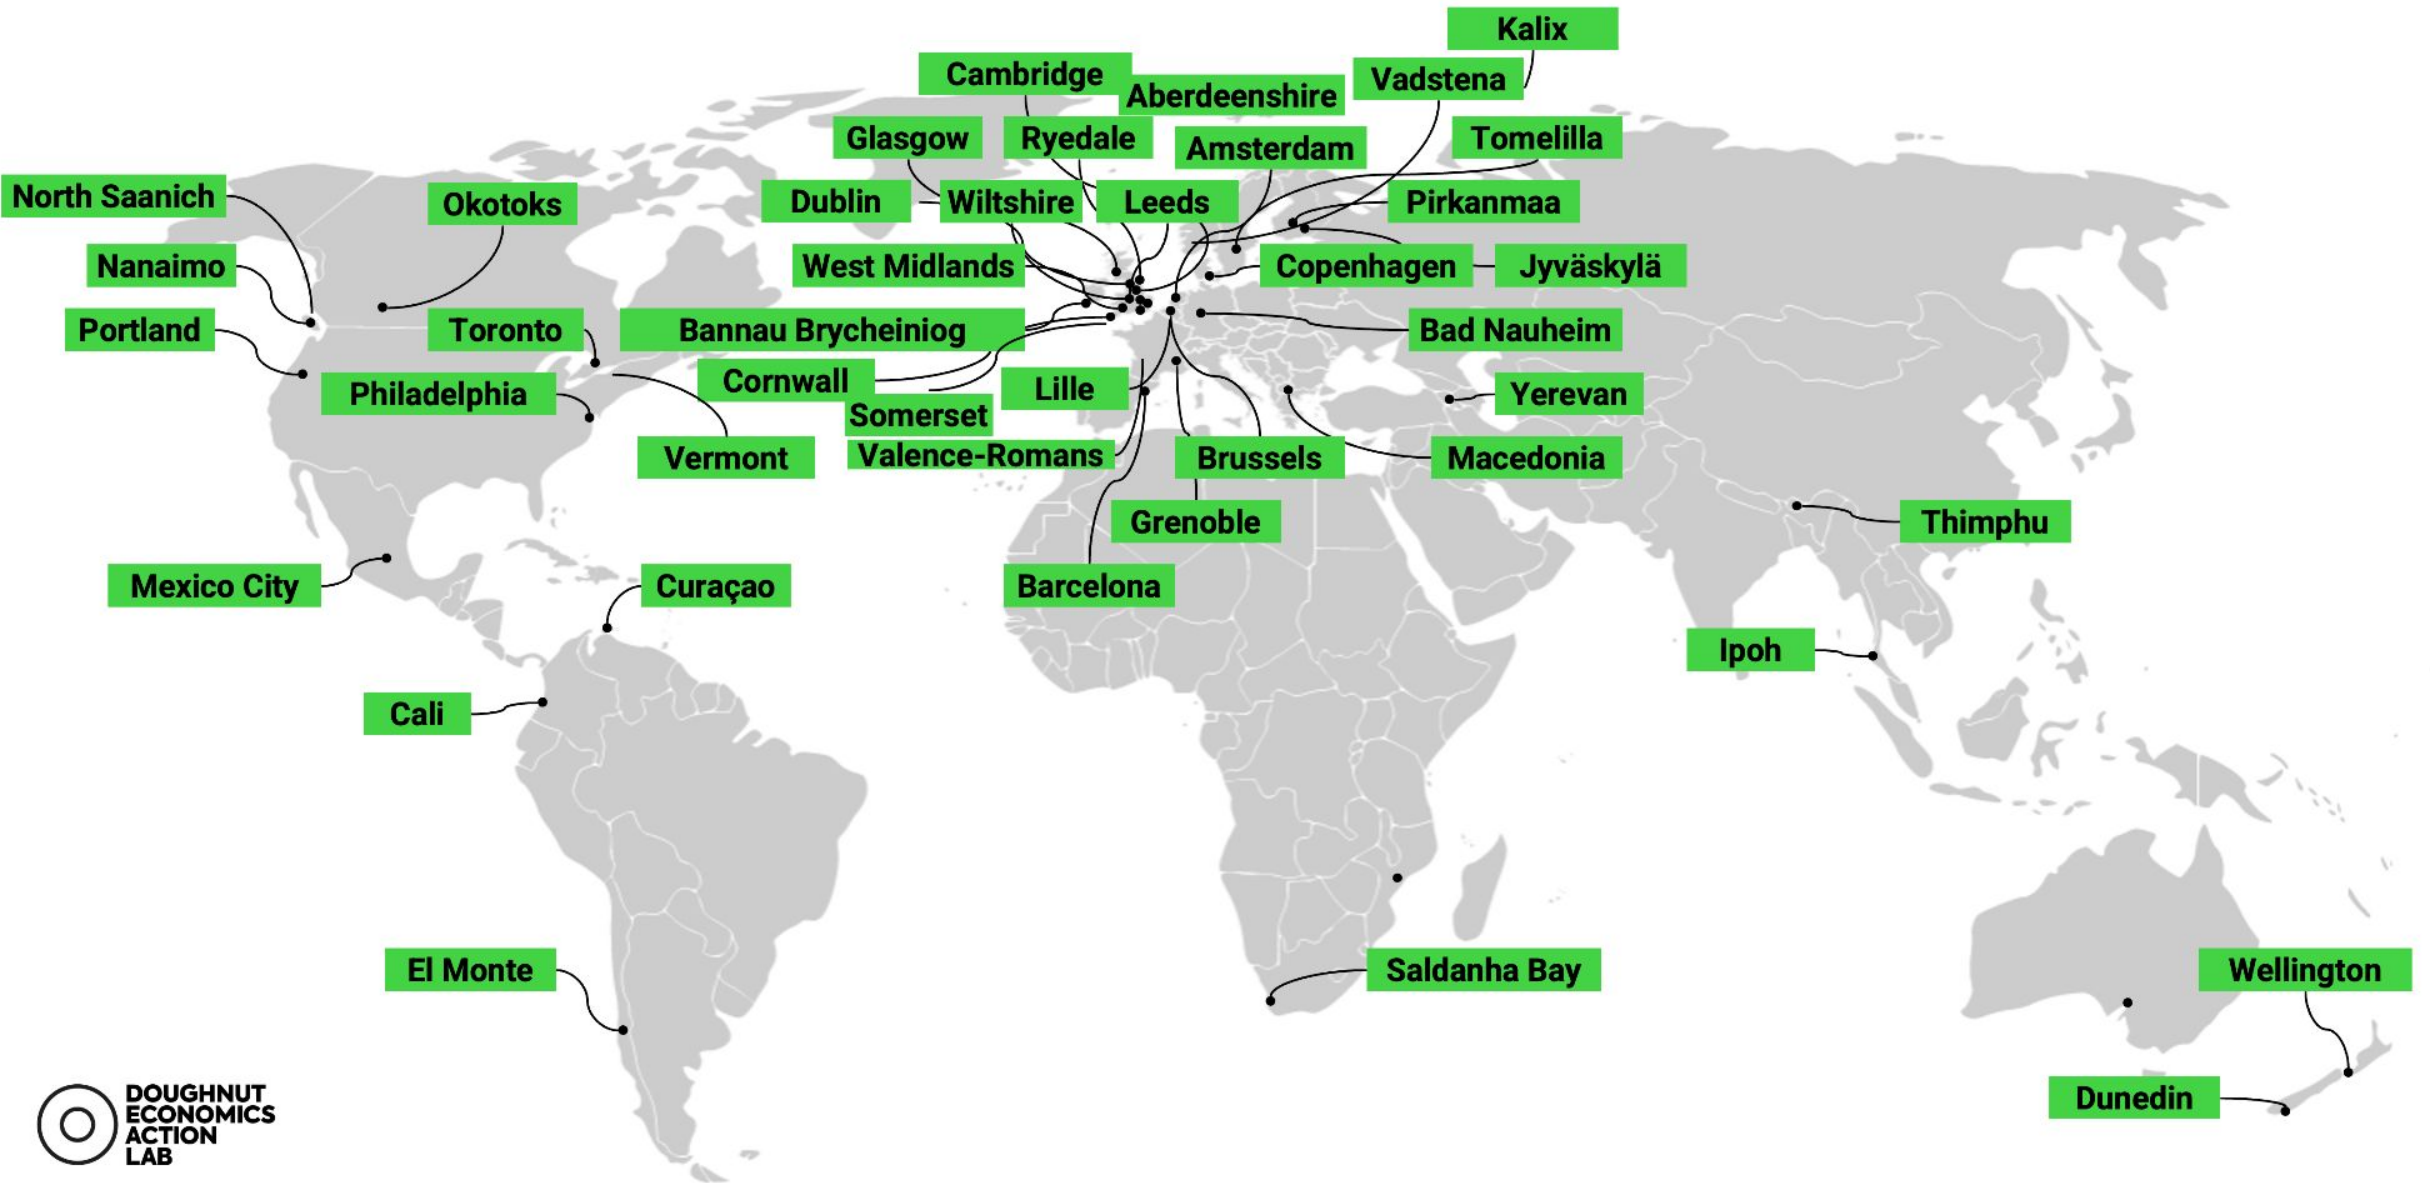 Kalix
Cambridge
Vadstena
Aberdeenshire
Glasgow
Ryedale
Amsterdam
Tomelilla
North Saanich
Okotoks
Dublin
Wiltshire
Leeds
Pirkanmaa
Nanaimo
West Midlands
Copenhagen
Jyväskylä
Portland
Toronto
Bannau Brycheiniog
Bad Nauheim
Philadelphia
Cornwall
Lille
Yerevan
Somerset
Vermont
Valence-Romans
Brussels
Macedonia
Grenoble
Thimphu
Mexico City
Curaçao
Barcelona
Ipoh
Cali
El Monte
Saldanha Bay
Wellington
Dunedin
DOUGHNUT
ECONOMICS
ACTION
LAB